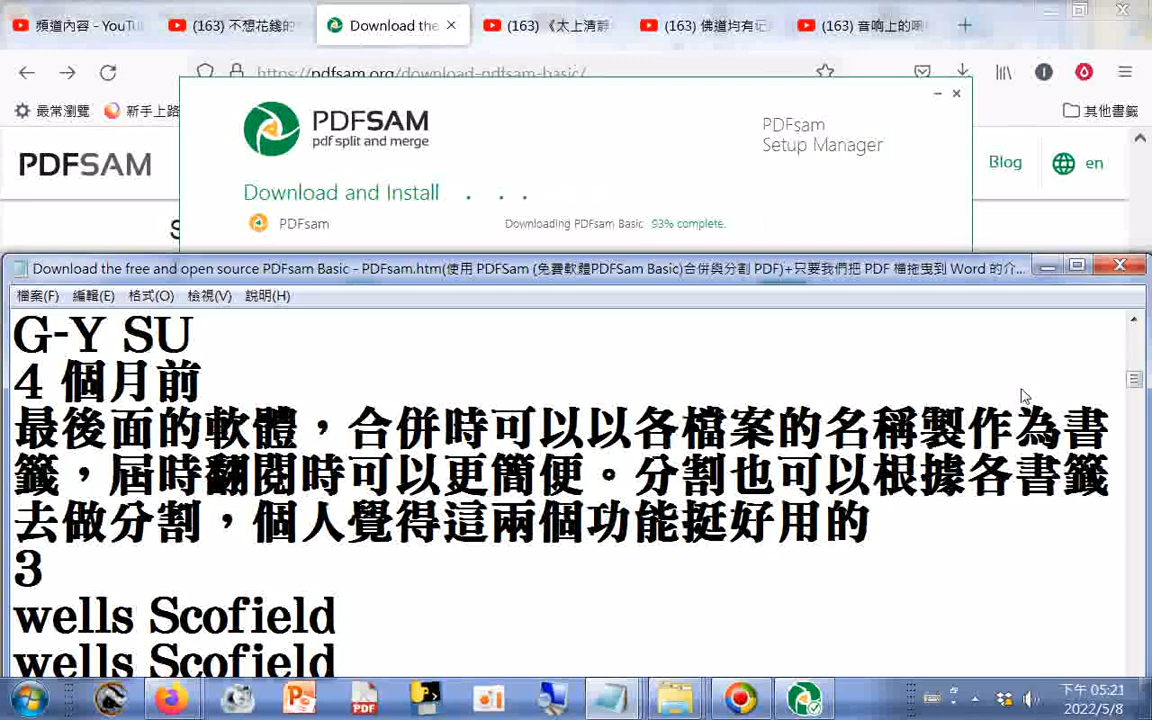 頻道內容 - YouTu
(163) 不想花錢的
Download the
(163) 《太上清靜
(163) 佛道均有记
(163) 音响上的喇
https://pdfsam.org/download-pdfsam-basic/
最常瀏覽
新手上路
其他書籤
PDFSAM
pdf split and merge
PDFsam
Setup Manager
PDFSAM
Blog
en
Download and Install . . .
PDFsam
Downloading PDFsam Basic 93% complete.
Download the free and open source PDFsam Basic - PDFsam.htm(使用 PDFSam (免費軟體PDFSam Basic)合併與分割 PDF)+只要我們把 PDF 檔拖曳到 Word 的介...
檔案(F) 編輯(E) 格式(O) 檢視(V) 說明(H)
G-Y SU
4 個月前
最後面的軟體，合併時可以以各檔案的名稱製作為書
籤，屆時翻閱時可以更簡便。分割也可以根據各書籤
去做分割，個人覺得這兩個功能挺好用的
3
wells Scofield
wells Scofield
PDF
下午 05:21
2022/5/8